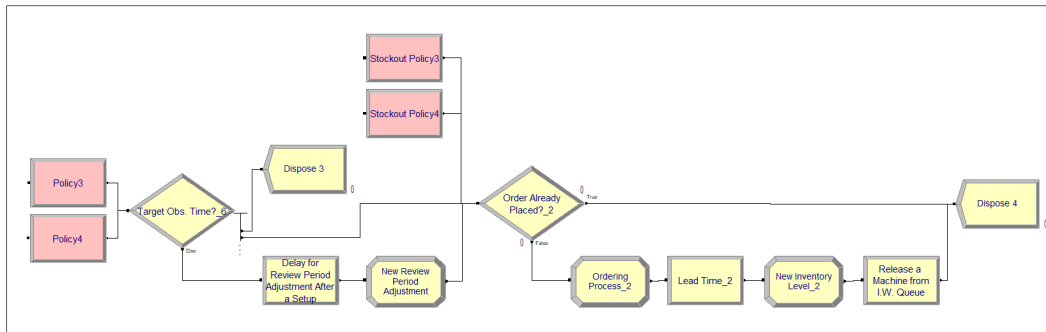 Stockout Policy3
Stockout Policy4
Policy3
Policy4
Target Obs. Time?_6
Else
Dispose 3
0
Delay for
Review Period
Adjustment After
a Setup
New Review
Period
Adjustment
Order Already
Placed?_2
0
True
0
False
Ordering
Process_2
Lead Time_2
New Inventory
Level_2
Release a
Machine from
I.W. Queue
Dispose 4
0